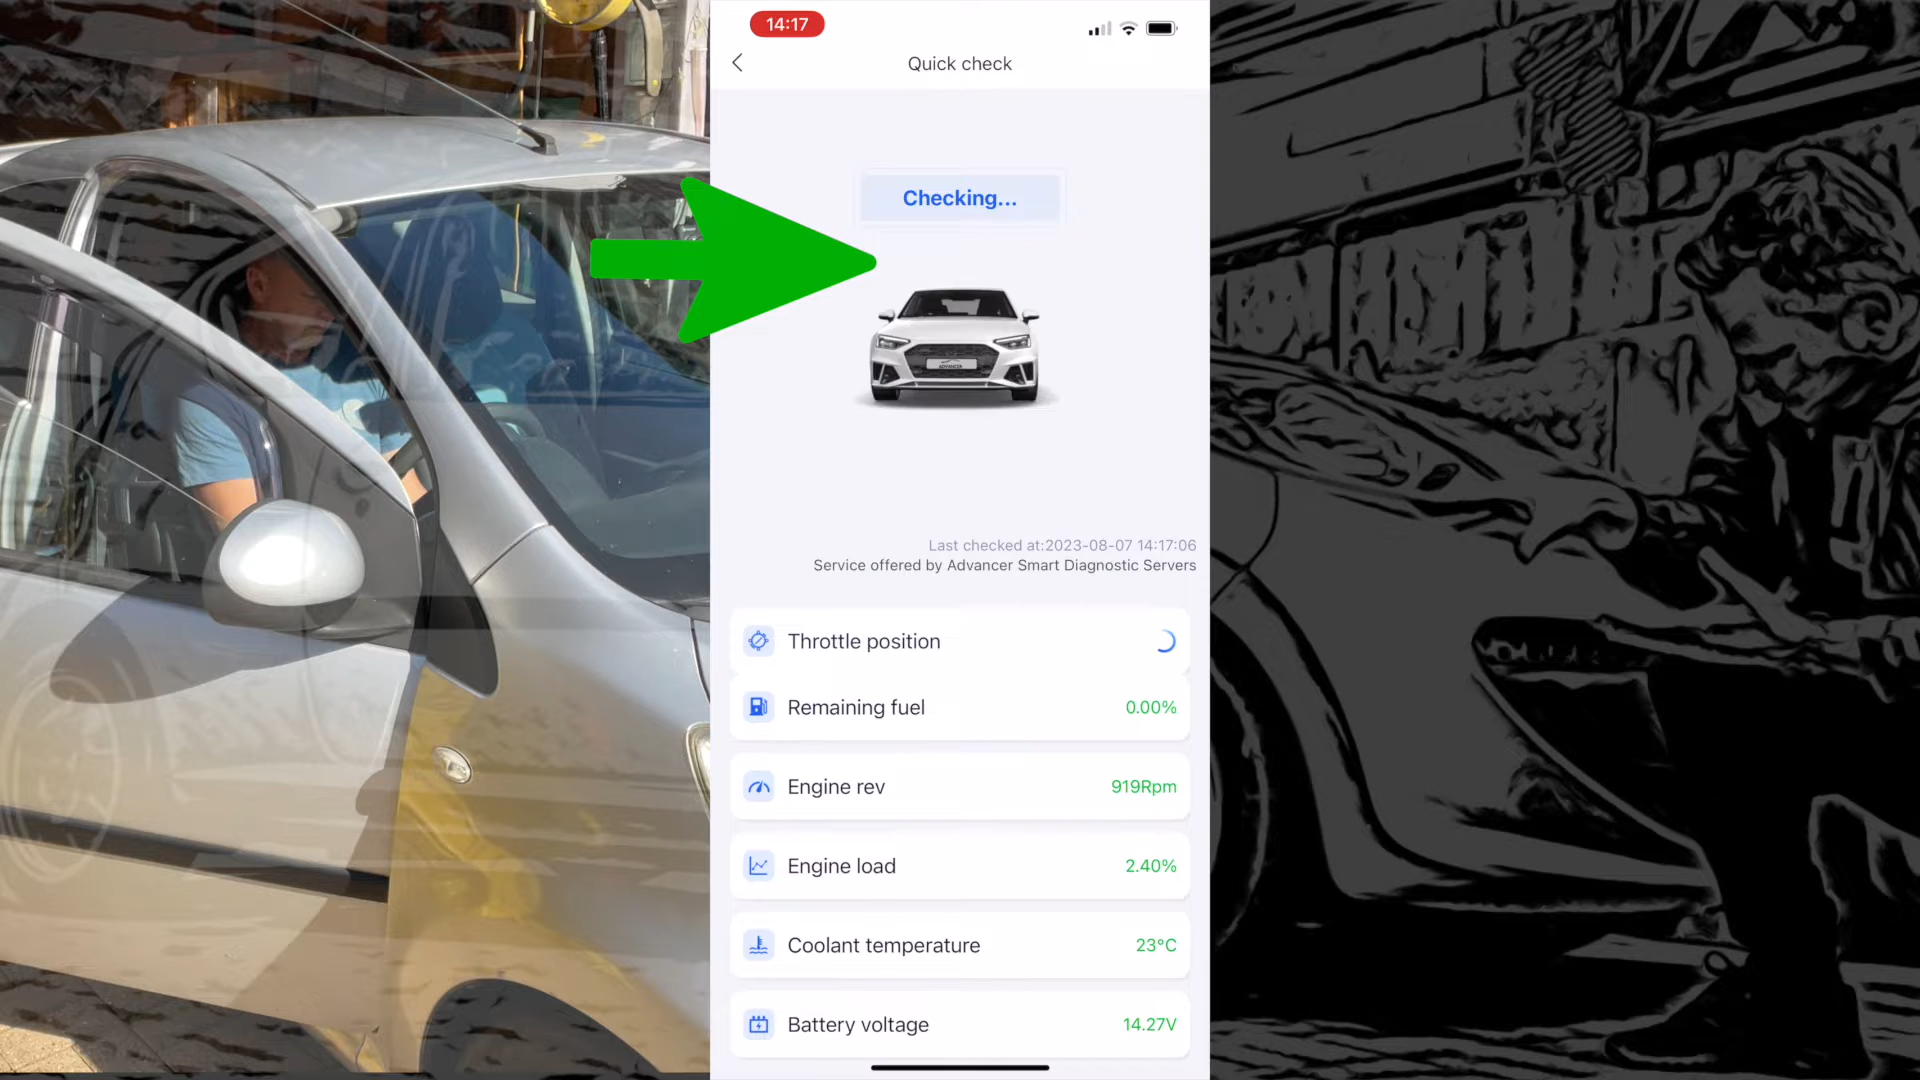 14:17
Quick check
Checking...
ADVANCER
Last checked at:2023-08-07 14:17:06
Service offered by Advancer Smart Diagnostic Servers
Throttle position
Remaining fuel 0.00%
Engine rev 919Rpm
Engine load 2.40%
Coolant temperature 23°C
Battery voltage 14.27V